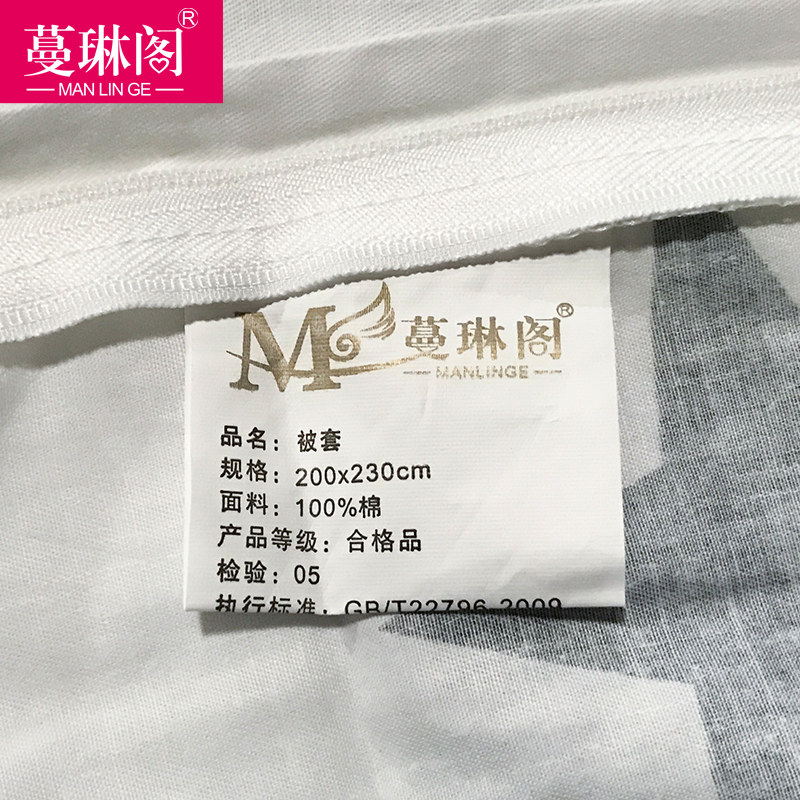 蔓琳阁®
MAN LIN GE
M 蔓琳阁®
MANLINGE
品名：被套
规格：200x230cm
面料：100%棉
产品等级：合格品
检验：05
执行标准：GB/T22796-2009